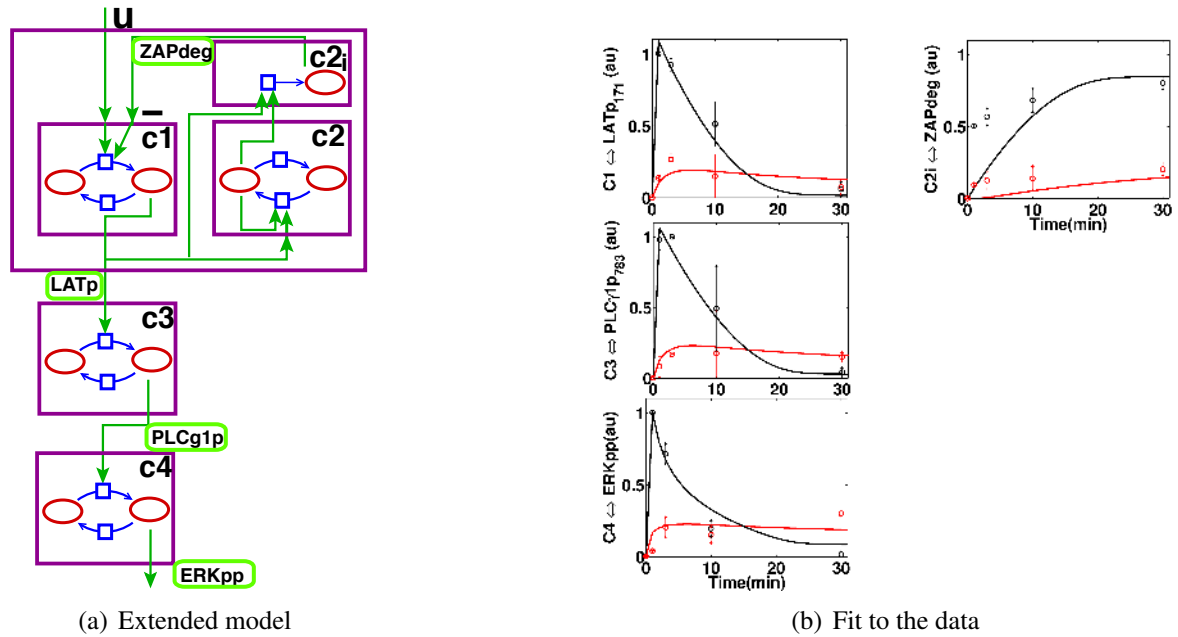 u
ZAPdeg
c2i
–
c1
c2
LATp
c3
PLCg1p
c4
ERKpp
(a) Extended model
C1 ⇔ LATp171 (au)
1
0.5
0
0 10 20 30
C2i ⇔ ZAPdeg (au)
1
0.5
0
0 10 20 30
Time(min)
C3 ⇔ PLCγ1p783 (au)
1
0.5
0
0 10 20 30
C4 ⇔ ERKpp(au)
1
0.5
0
0 10 20 30
Time(min)
(b) Fit to the data